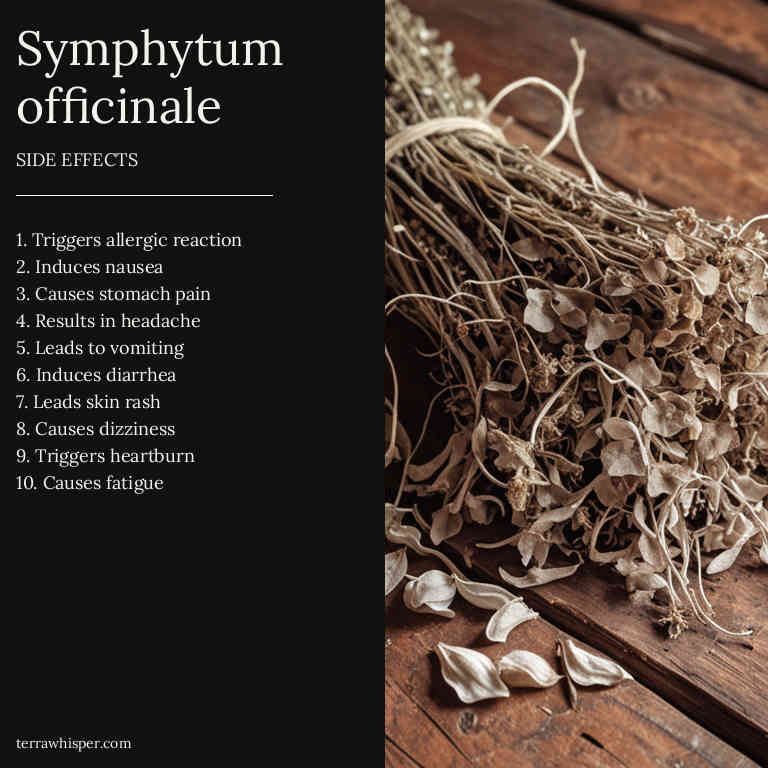 Symphytum
officinale
SIDE EFFECTS
1. Triggers allergic reaction
2. Induces nausea
3. Causes stomach pain
4. Results in headache
5. Leads to vomiting
6. Induces diarrhea
7. Leads skin rash
8. Causes dizziness
9. Triggers heartburn
10. Causes fatigue
terrawhisper.com